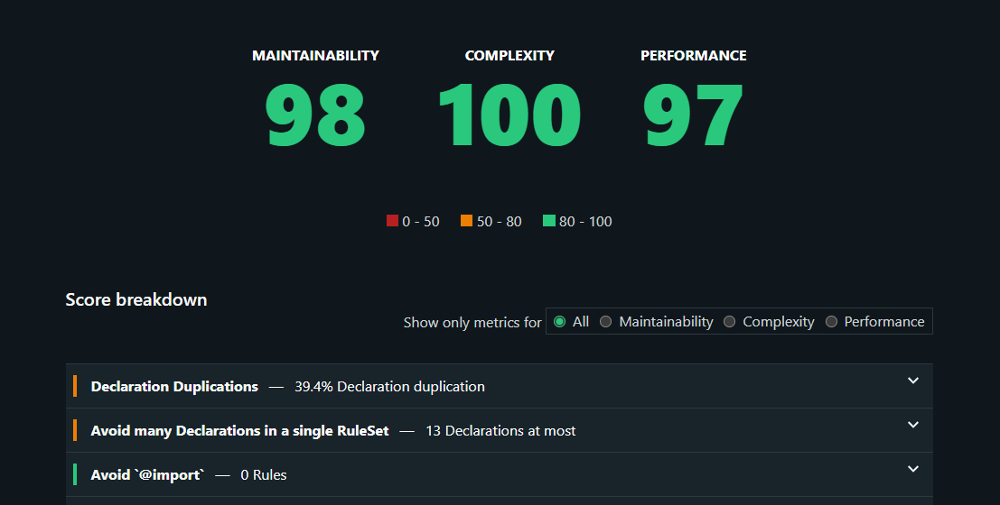 MAINTAINABILITY COMPLEXITY PERFORMANCE
98 100 97
0 - 50 50 - 80 80 - 100
Score breakdown
Show only metrics for All Maintainability Complexity Performance
Declaration Duplications — 39.4% Declaration duplication
Avoid many Declarations in a single RuleSet — 13 Declarations at most
Avoid `@import` — 0 Rules